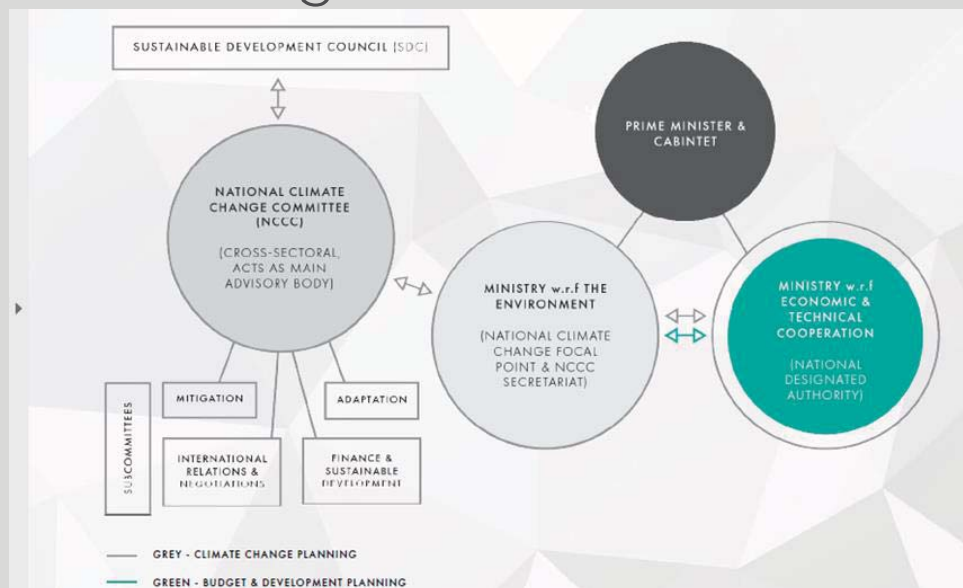 SUSTAINABLE DEVELOPMENT COUNCIL (SDC)
PRIME MINISTER &
CABINTET
NATIONAL CLIMATE
CHANGE COMMITTEE
(NCCC)
(CROSS-SECTORAL,
ACTS AS MAIN
ADVISORY BODY)
MINISTRY w.r.f THE
ENVIRONMENT
(NATIONAL CLIMATE
CHANGE FOCAL
POINT & NCCC
SECRETARIAT)
MINISTRY w.r.f
ECONOMIC &
TECHNICAL
COOPERATION
(NATIONAL
DESIGNATED
AUTHORITY)
SUBCOMMITTEES
MITIGATION
ADAPTATION
INTERNATIONAL
RELATIONS &
NEGOTIATIONS
FINANCE &
SUSTAINABLE
DEVELOPMENT
GREY - CLIMATE CHANGE PLANNING
GREEN - BUDGET & DEVELOPMENT PLANNING